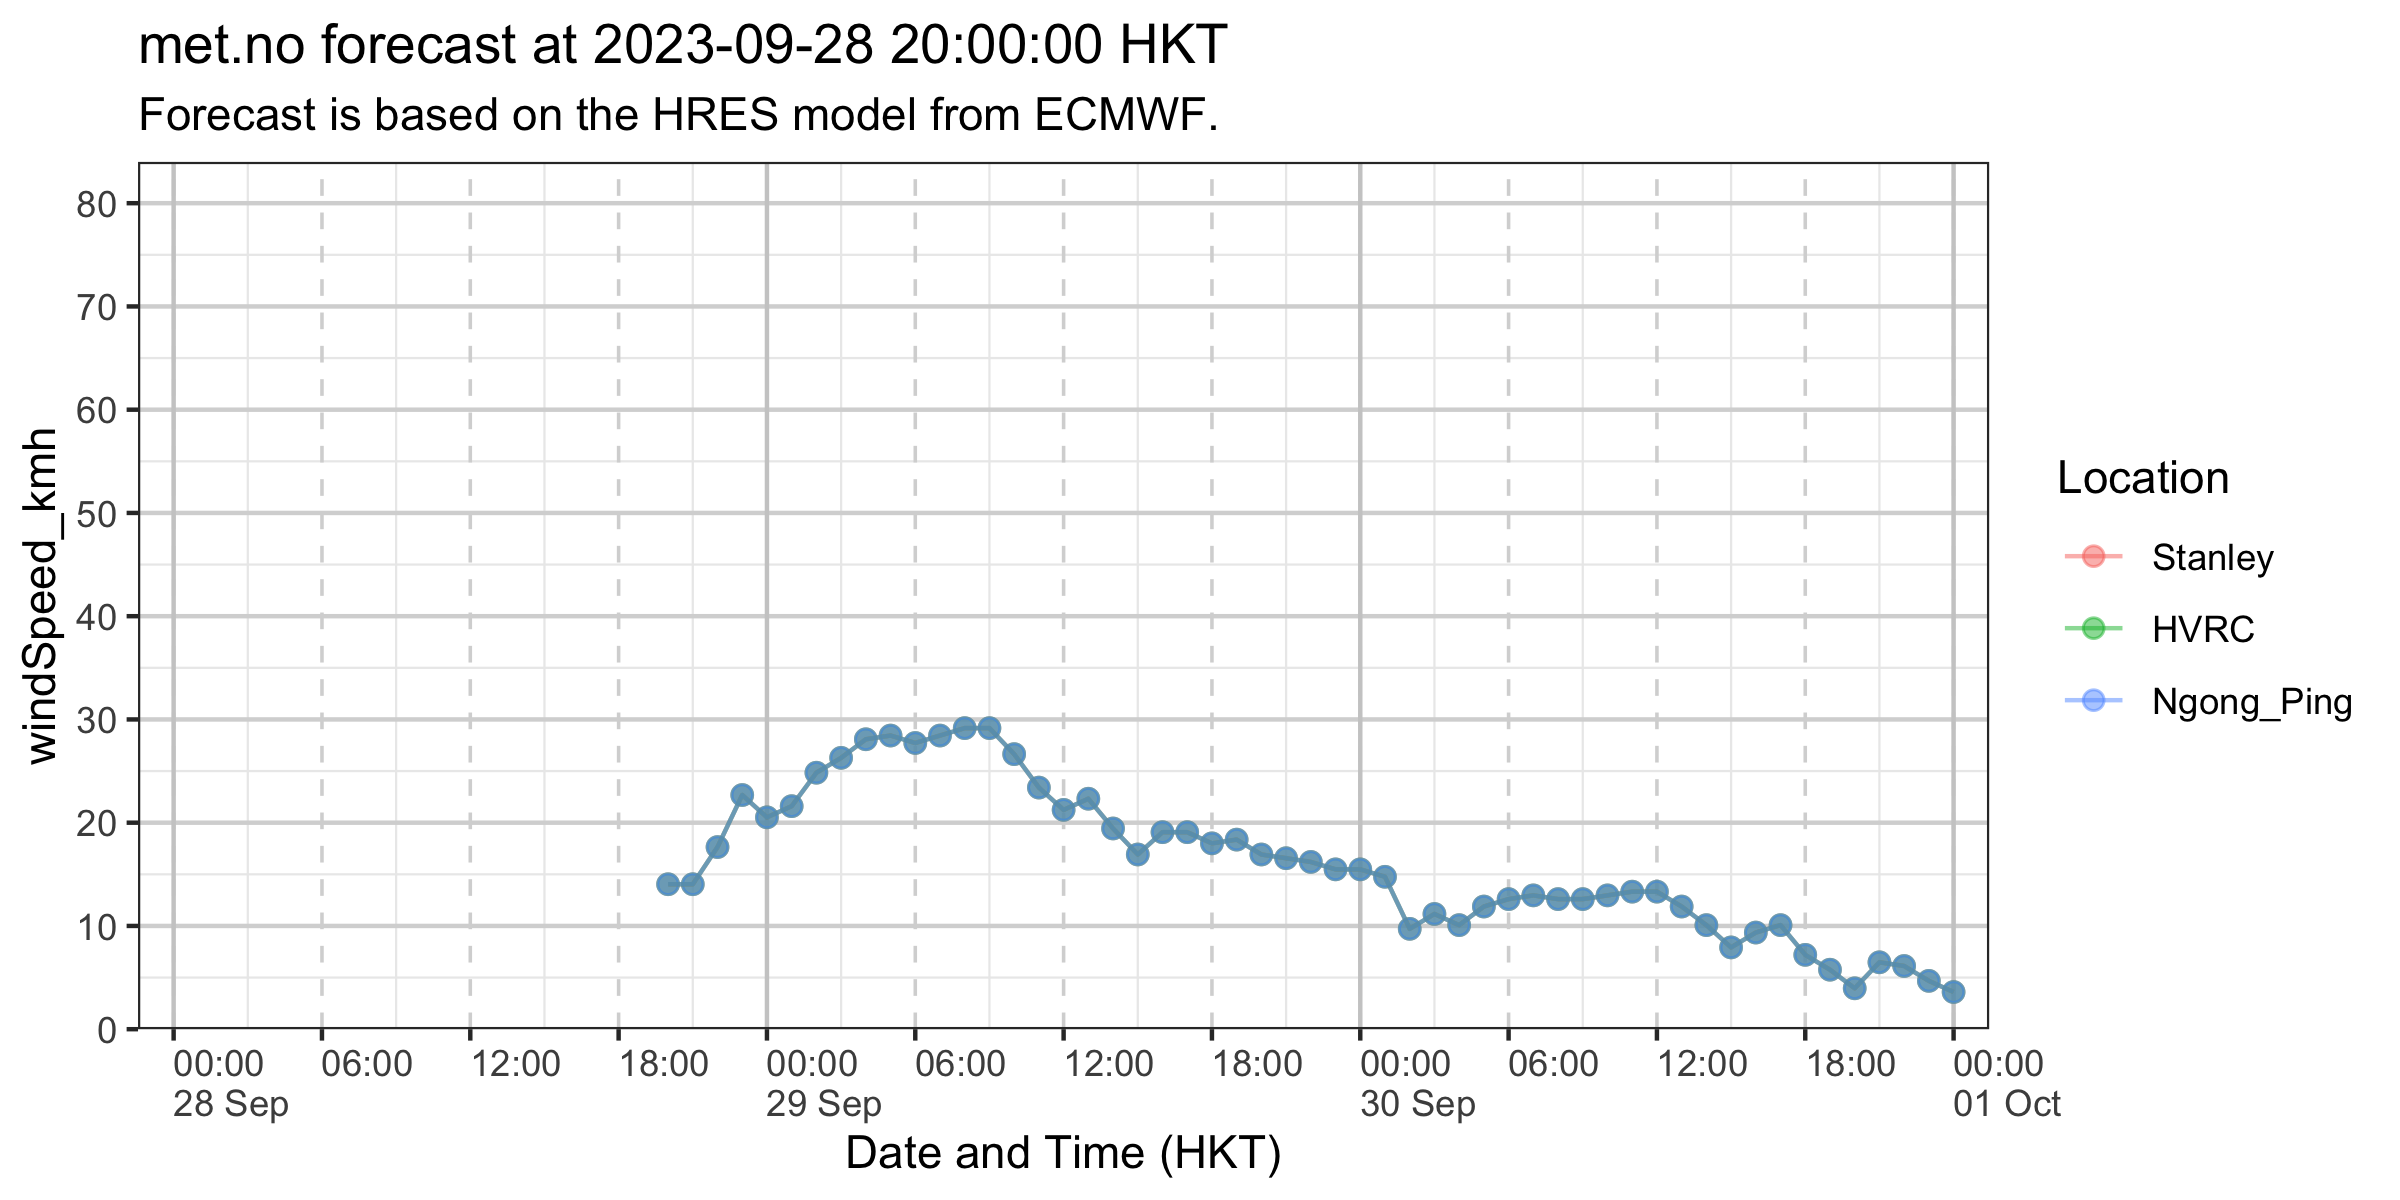 met.no forecast at 2023-09-28 20:00:00 HKT
Forecast is based on the HRES model from ECMWF.
windSpeed_kmh
80
70
60
50
40
30
20
10
0
00:00 06:00 12:00 18:00 00:00 06:00 12:00 18:00 00:00 06:00 12:00 18:00 00:00
28 Sep 29 Sep 30 Sep 01 Oct
Date and Time (HKT)
Location
Stanley
HVRC
Ngong_Ping